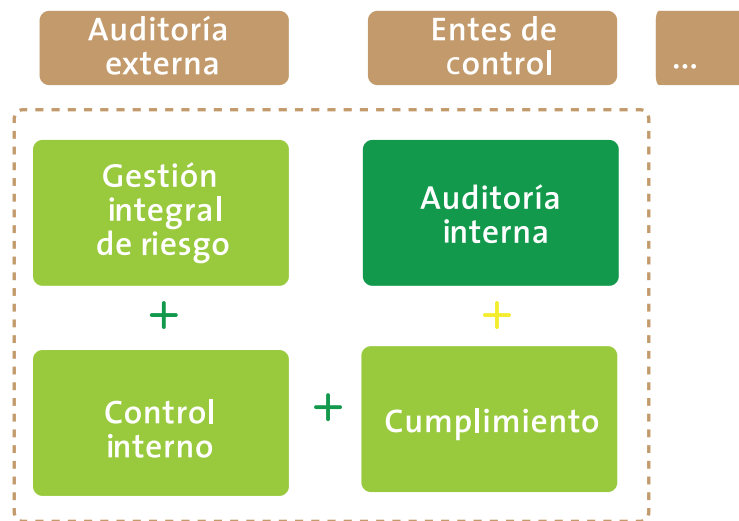 Auditoría
externa
Entes de
control
...
Gestión
integral
de riesgo
Auditoría
interna
+
+
Control
interno
+
Cumplimiento